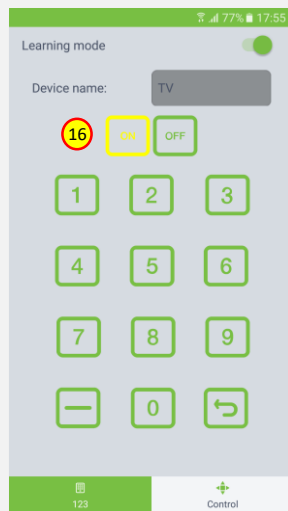 77% 17:55
Learning mode
Device name: TV
16 ON OFF
1 2 3
4 5 6
7 8 9
0
123 Control